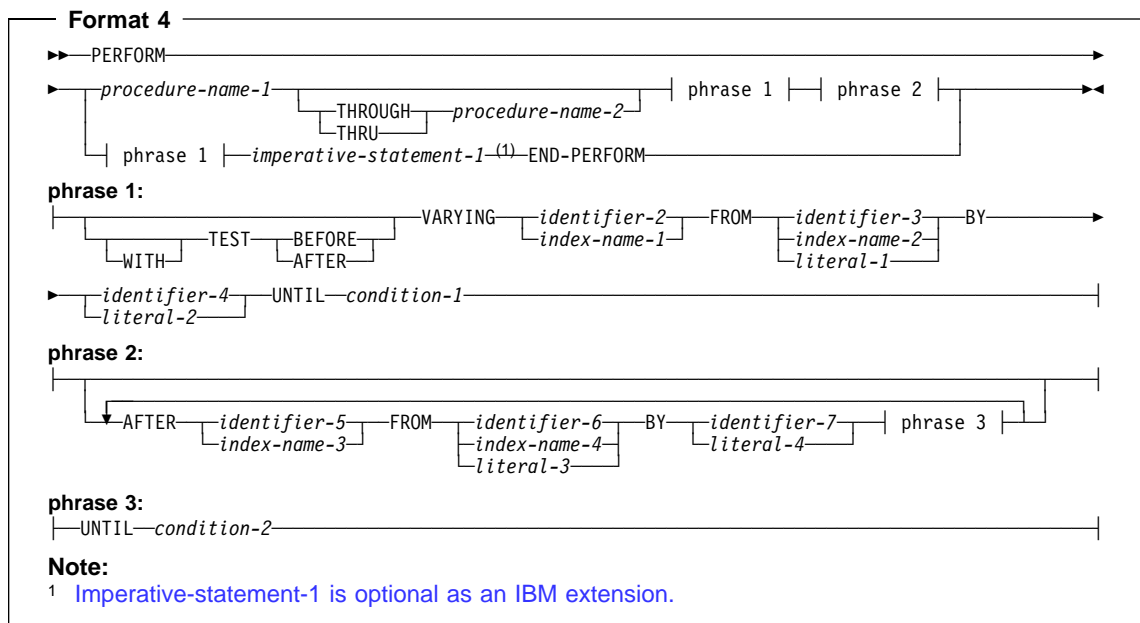 Format 4
PERFORM
procedure-name-1 phrase 1 phrase 2
THROUGH procedure-name-2
THRU
phrase 1 imperative-statement-1 (1) END-PERFORM
phrase 1:
VARYING identifier-2 FROM identifier-3 BY
TEST BEFORE index-name-1 index-name-2
WITH AFTER literal-1
identifier-4 UNTIL condition-1
literal-2
phrase 2:
AFTER identifier-5 FROM identifier-6 BY identifier-7 phrase 3
index-name-3 index-name-4 literal-4
literal-3
phrase 3:
UNTIL condition-2
Note:
1 Imperative-statement-1 is optional as an IBM extension.